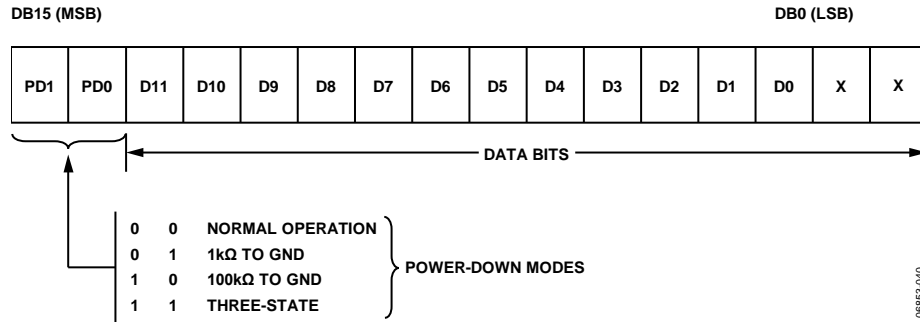 DB15 (MSB) DB0 (LSB)
PD1 PD0 D11 D10 D9 D8 D7 D6 D5 D4 D3 D2 D1 D0 X X
DATA BITS
0 0 NORMAL OPERATION
0 1 1kΩ TO GND
1 0 100kΩ TO GND
1 1 THREE-STATE
POWER-DOWN MODES